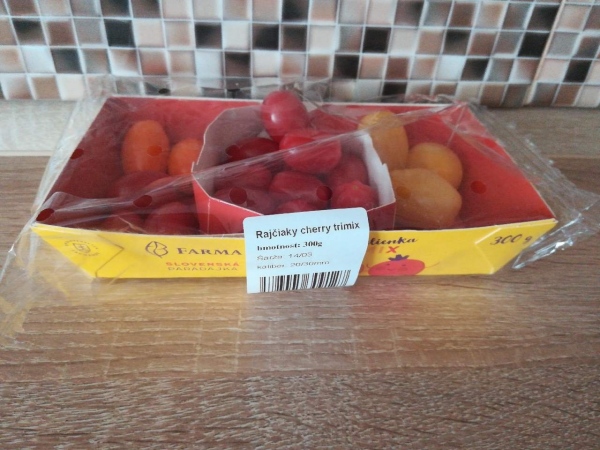 Rajčiaky cherry trimix
hmotnosť: 300g
Šarža: 14/05
kaliber: 20/30mm
FARMA
SLOVENSKÁ
PARADAJKA
300 g